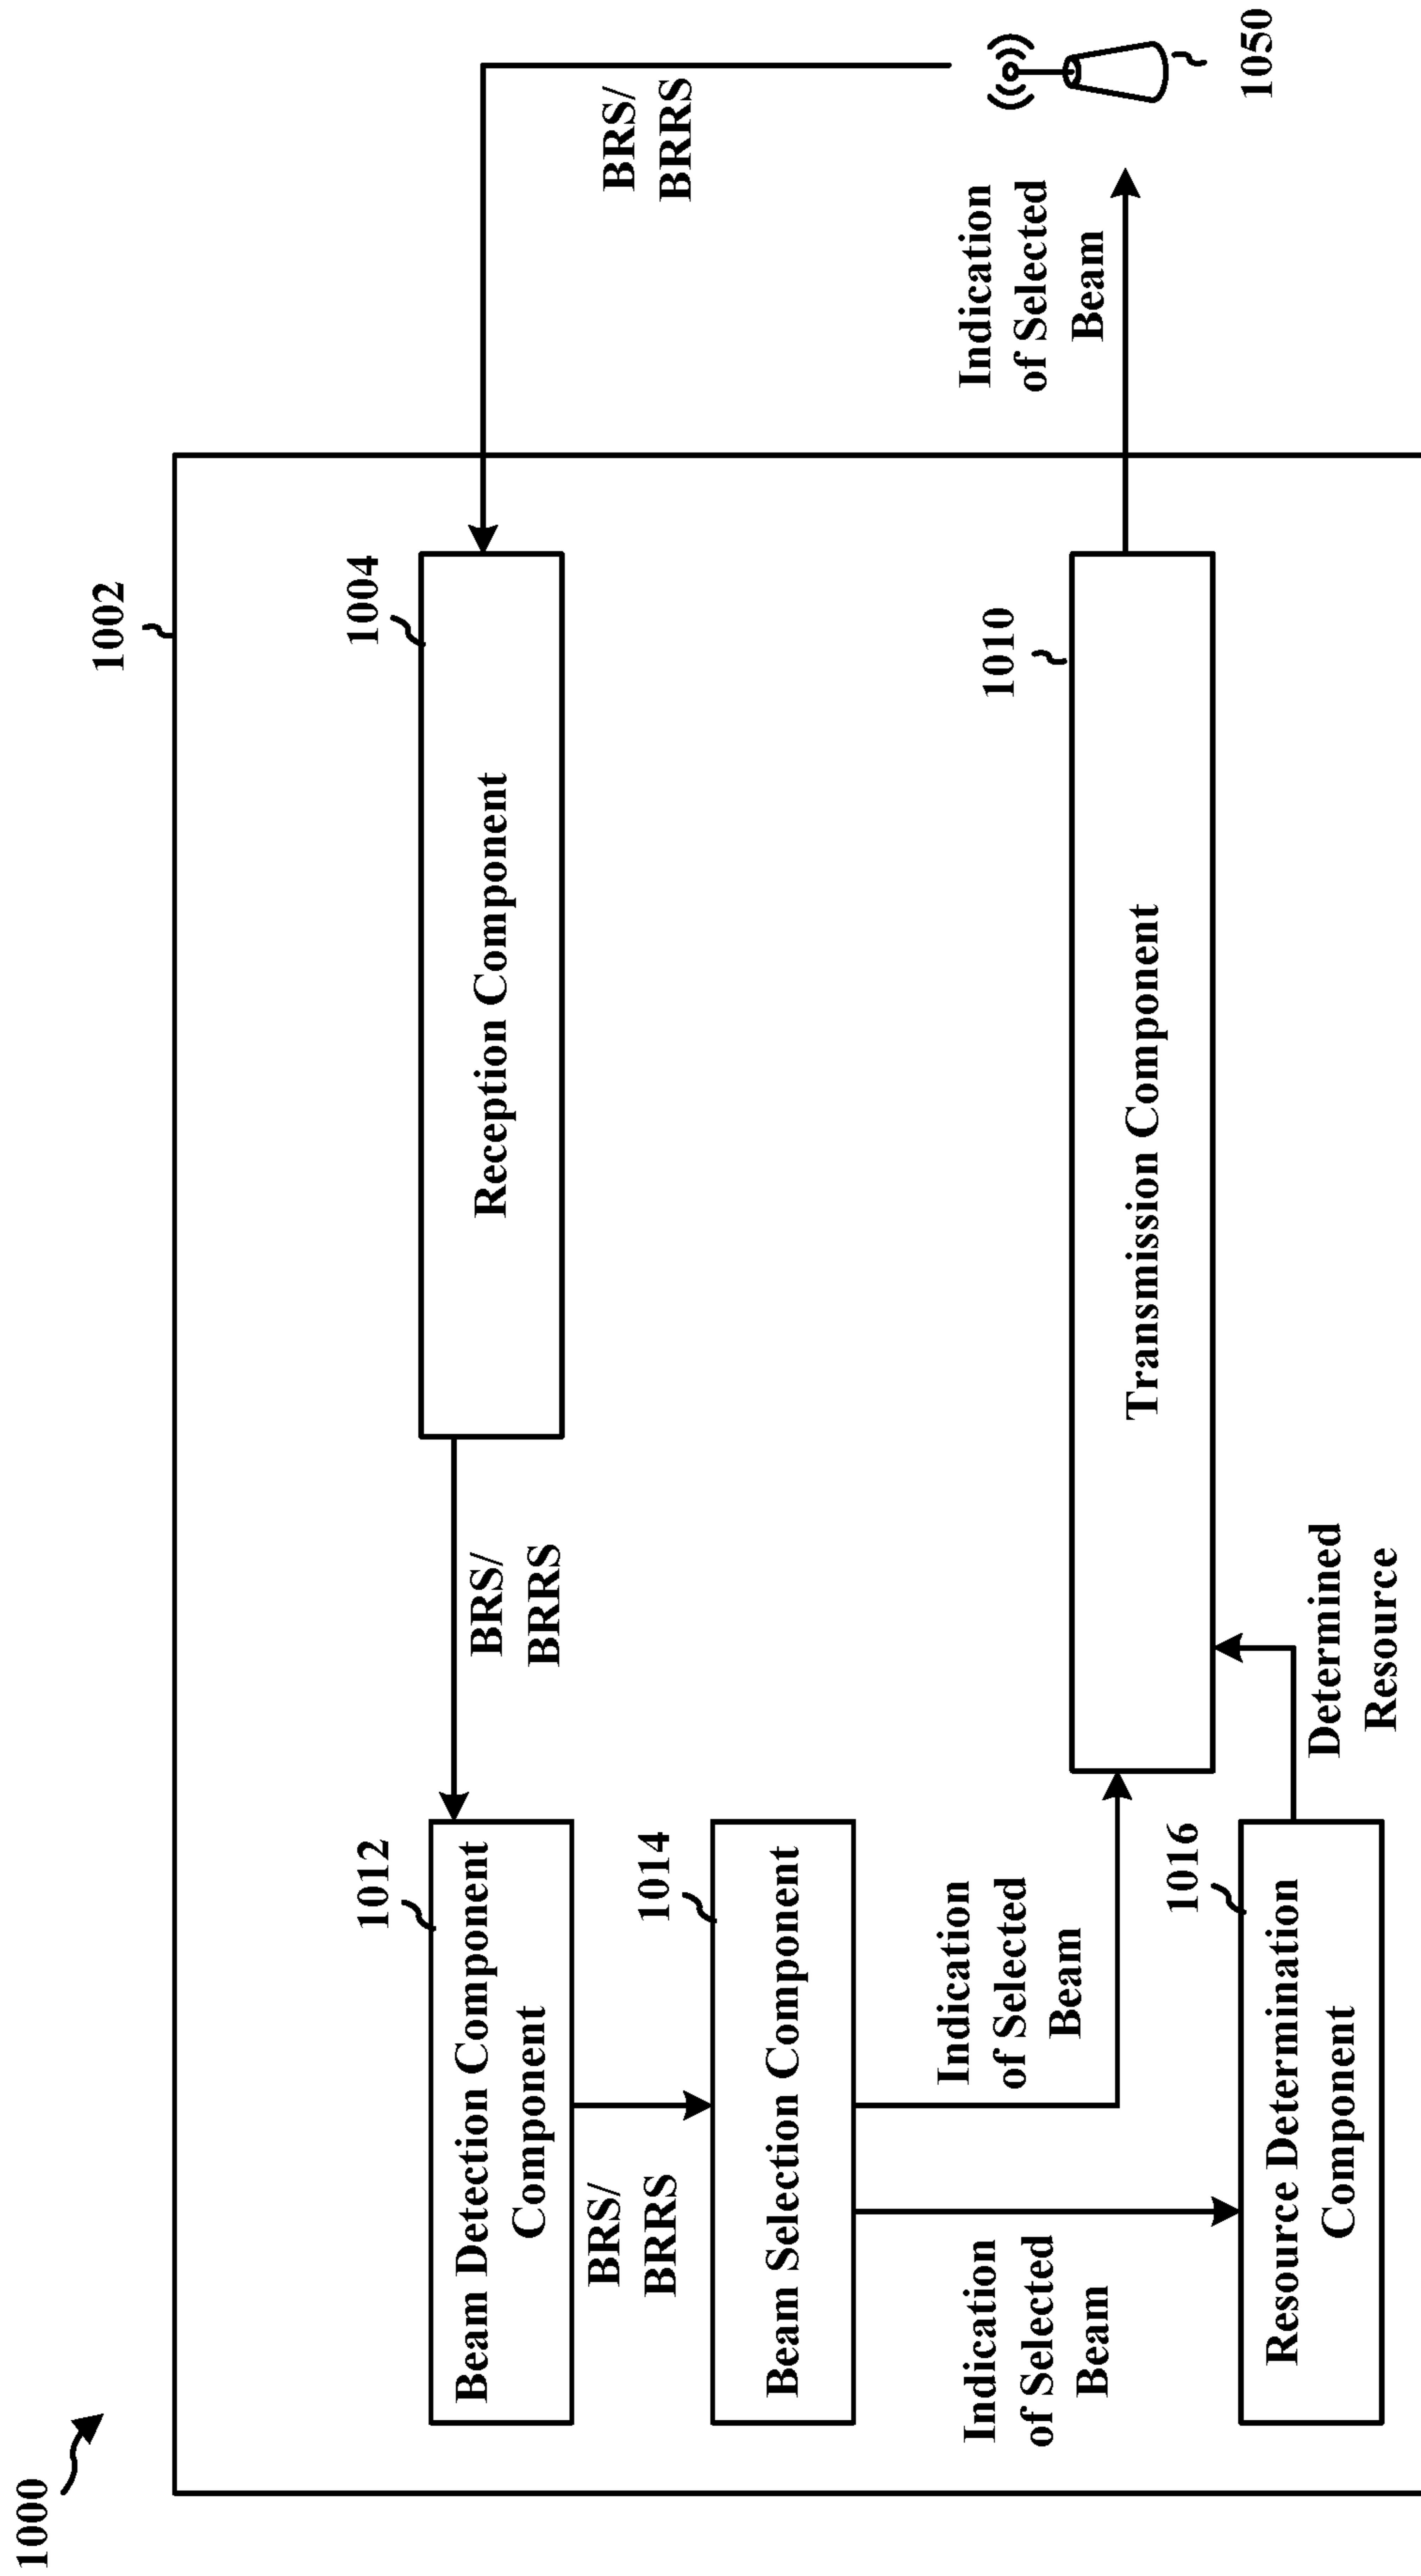 1000
1002
1012
Beam Detection Component
Component
BRS/
BRRS
1004
Reception Component
BRS/
BRRS
BRS/
BRRS
1014
Beam Selection Component
Indication
of Selected
Beam
Indication
of Selected
Beam
1010
Transmission Component
Indication
of Selected
Beam
1016
Resource Determination
Component
Determined
Resource
1050